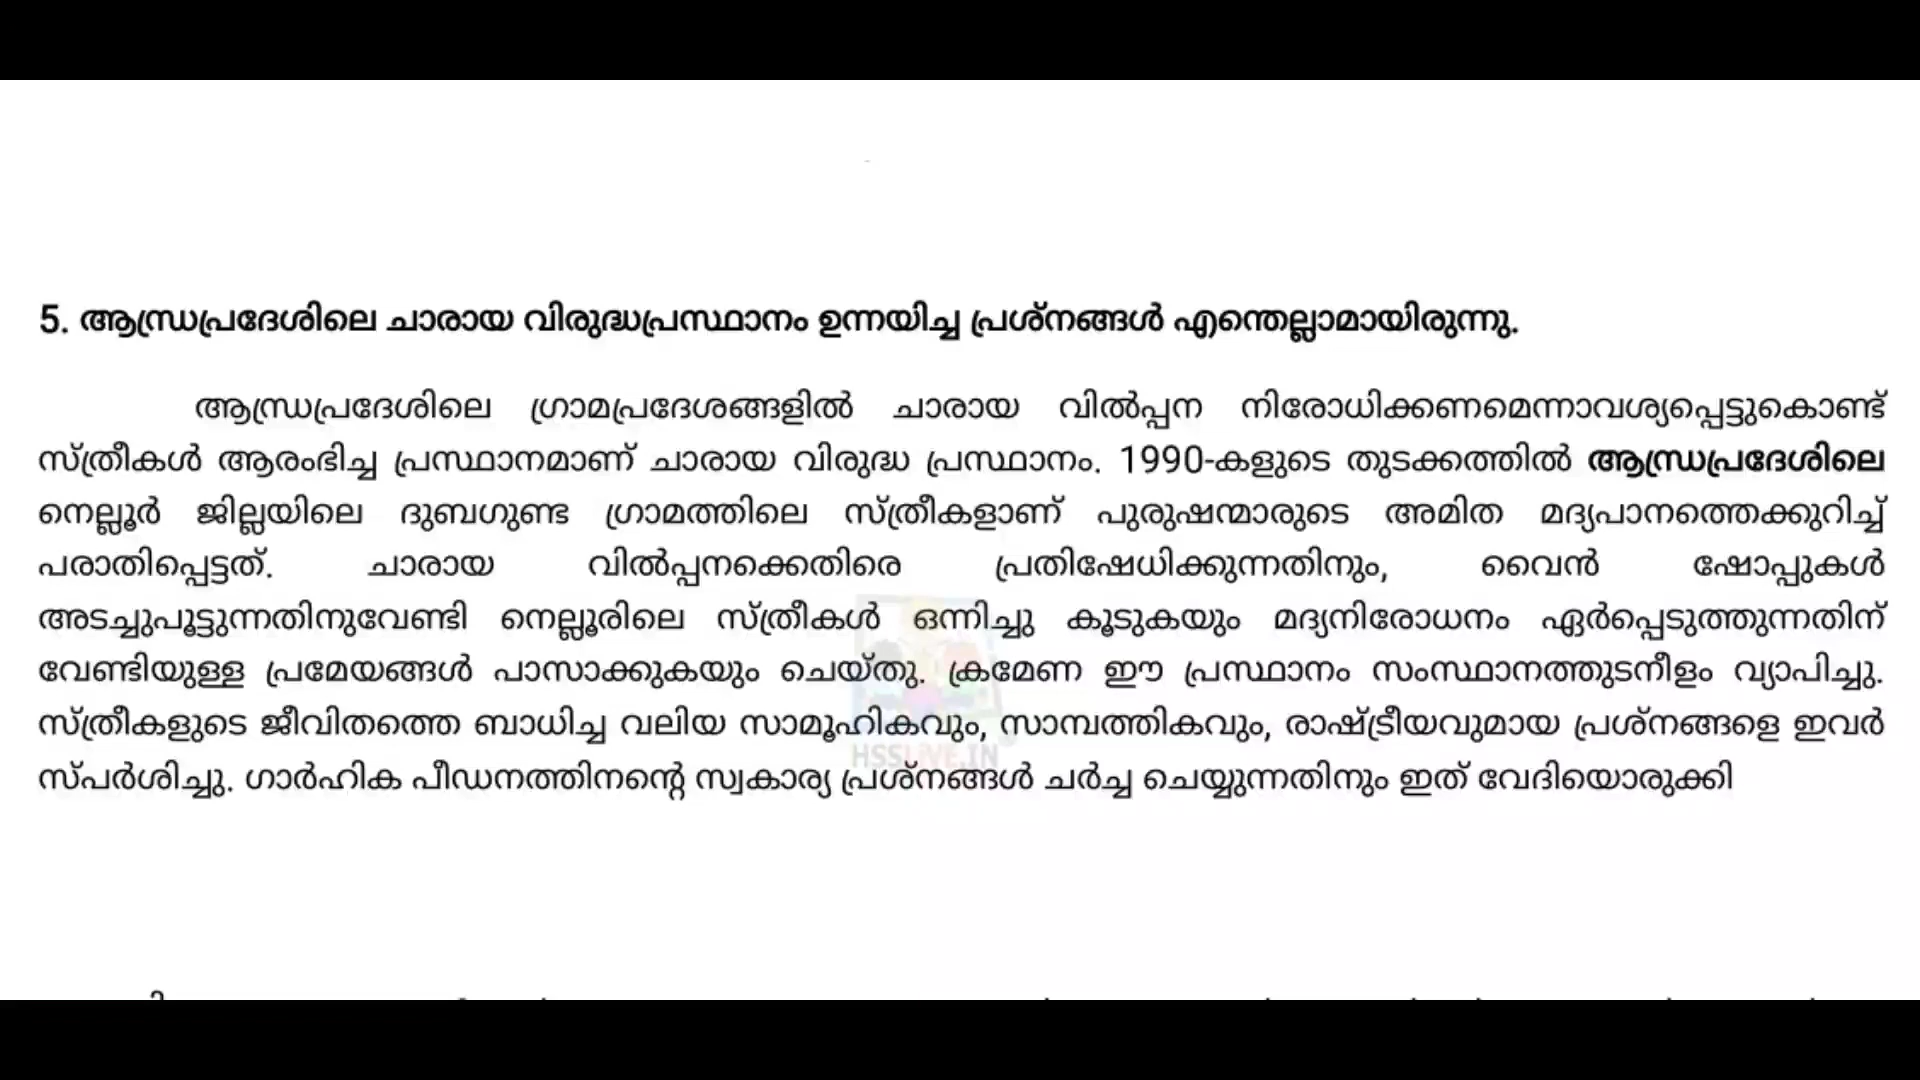 5. ആന്ധ്രപ്രദേശിലെ ചാരായ വിരുദ്ധപ്രസ്ഥാനം ഉന്നയിച്ച പ്രശ്നങ്ങൾ എന്തെല്ലാമായിരുന്നു.
ആന്ധ്രപ്രദേശിലെ ഗ്രാമപ്രദേശങ്ങളിൽ ചാരായ വിൽപ്പന നിരോധിക്കണമെന്നാവശ്യപ്പെട്ടുകൊണ്ട്
സ്ത്രീകൾ ആരംഭിച്ച പ്രസ്ഥാനമാണ് ചാരായ വിരുദ്ധ പ്രസ്ഥാനം. 1990-കളുടെ തുടക്കത്തിൽ ആന്ധ്രപ്രദേശിലെ
നെല്ലൂർ ജില്ലയിലെ ദുബഗുണ്ട ഗ്രാമത്തിലെ സ്ത്രീകളാണ് പുരുഷന്മാരുടെ അമിത മദ്യപാനത്തെക്കുറിച്ച്
പരാതിപ്പെട്ടത്. ചാരായ വിൽപ്പനക്കെതിരെ പ്രതിഷേധിക്കുന്നതിനും, വൈൻ ഷോപ്പുകൾ
അടച്ചുപൂട്ടുന്നതിനുവേണ്ടി നെല്ലൂരിലെ സ്ത്രീകൾ ഒന്നിച്ചു കൂടുകയും മദ്യനിരോധനം ഏർപ്പെടുത്തുന്നതിന്
വേണ്ടിയുള്ള പ്രമേയങ്ങൾ പാസാക്കുകയും ചെയ്തു. ക്രമേണ ഈ പ്രസ്ഥാനം സംസ്ഥാനത്തുടനീളം വ്യാപിച്ചു.
സ്ത്രീകളുടെ ജീവിതത്തെ ബാധിച്ച വലിയ സാമൂഹികവും, സാമ്പത്തികവും, രാഷ്ട്രീയവുമായ പ്രശ്നങ്ങളെ ഇവർ
HSSLIVE.IN
സ്പർശിച്ചു. ഗാർഹിക പീഡനത്തിനന്റെ സ്വകാര്യ പ്രശ്നങ്ങൾ ചർച്ച ചെയ്യുന്നതിനും ഇത് വേദിയൊരുക്കി